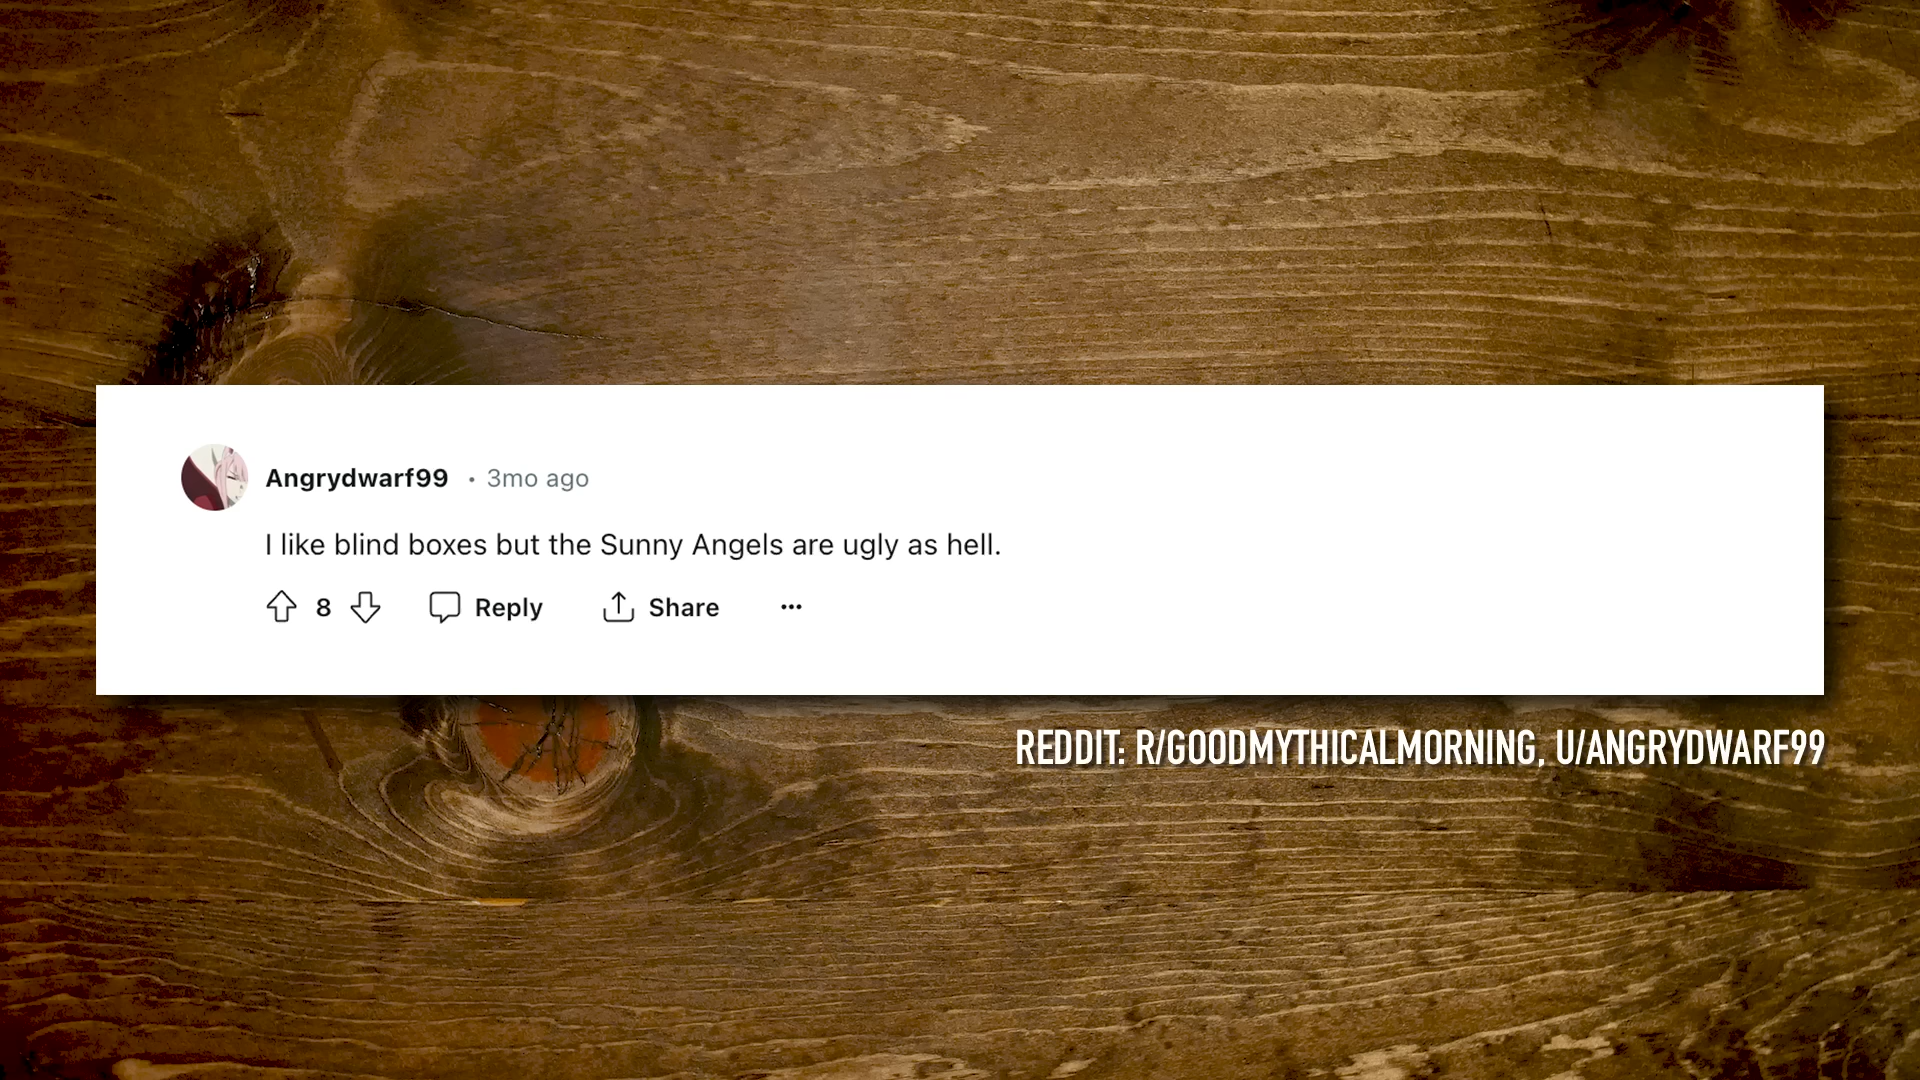 Angrydwarf99 • 3mo ago
I like blind boxes but the Sunny Angels are ugly as hell.
8 Reply Share ...
REDDIT: R/GOODMYTHICALMORNING, U/ANGRYDWARF99